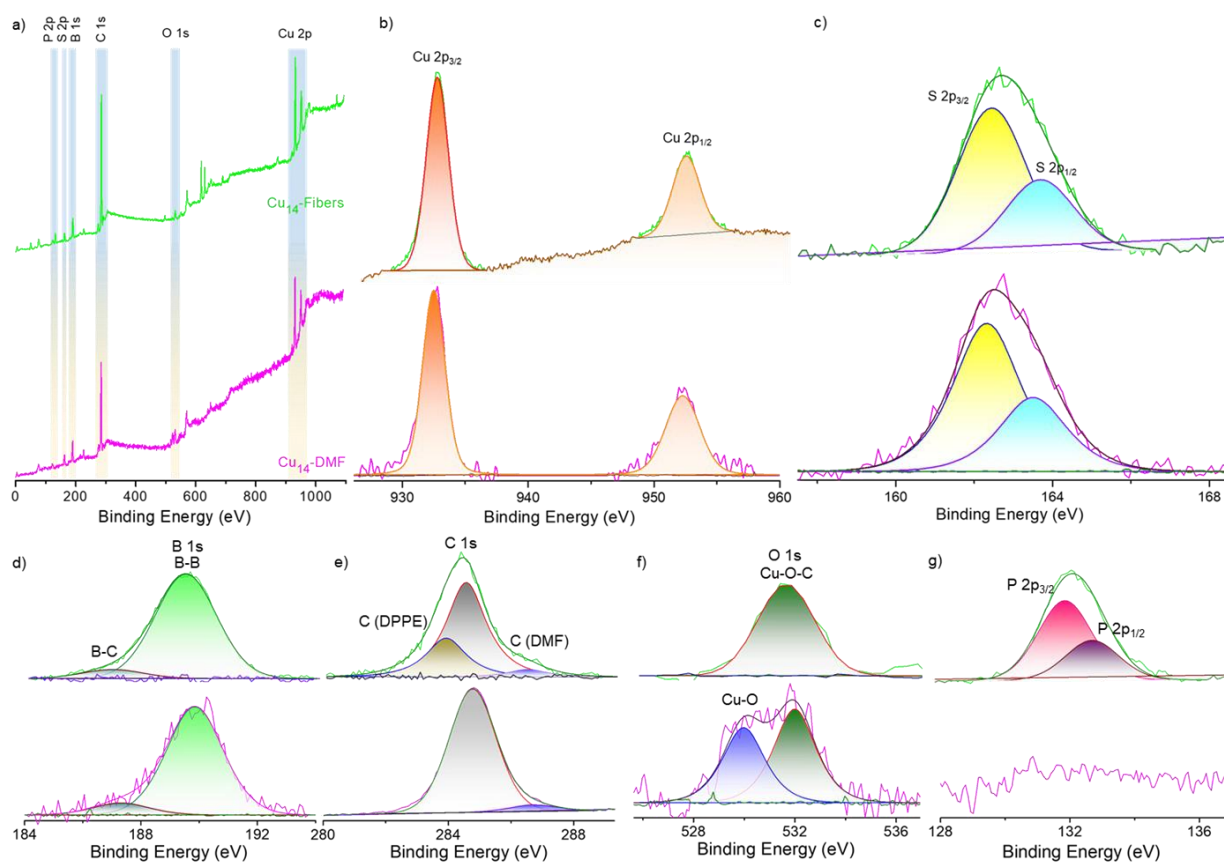 a)
P 2p
S 2p
B 1s
C 1s
O 1s
Cu 2p
Cu₁₄-Fibers
Cu₁₄-DMF
0 200 400 600 800 1000
Binding Energy (eV)
b)
Cu 2p₃/₂
Cu 2p₁/₂
930 940 950 960
Binding Energy (eV)
c)
S 2p₃/₂
S 2p₁/₂
160 164 168
Binding Energy (eV)
d)
B 1s
B-B
B-C
184 188 192
Binding Energy (eV)
e)
C 1s
C (DPPE)
C (DMF)
280 284 288
Binding Energy (eV)
f)
O 1s
Cu-O-C
Cu-O
528 532 536
Binding Energy (eV)
g)
P 2p₃/₂
P 2p₁/₂
128 132 136
Binding Energy (eV)